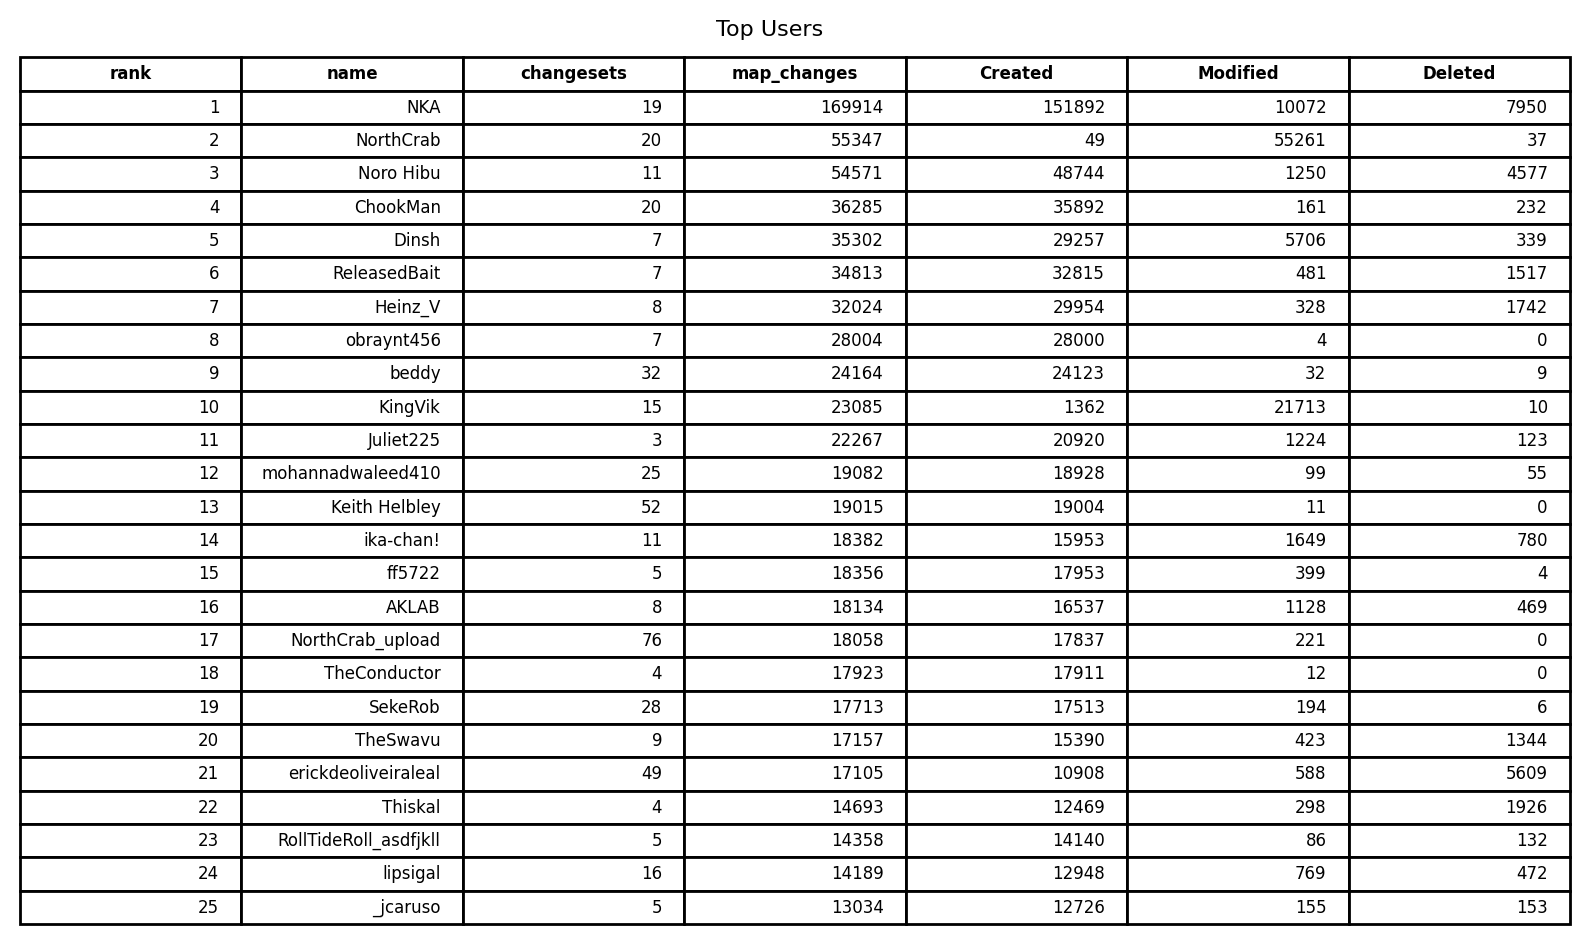 Top Users
rank name changesets map_changes Created Modified Deleted
1 NKA 19 169914 151892 10072 7950
2 NorthCrab 20 55347 49 55261 37
3 Noro Hibu 11 54571 48744 1250 4577
4 ChookMan 20 36285 35892 161 232
5 Dinsh 7 35302 29257 5706 339
6 ReleasedBait 7 34813 32815 481 1517
7 Heinz_V 8 32024 29954 328 1742
8 obraynt456 7 28004 28000 4 0
9 beddy 32 24164 24123 32 9
10 KingVik 15 23085 1362 21713 10
11 Juliet225 3 22267 20920 1224 123
12 mohannadwaleed410 25 19082 18928 99 55
13 Keith Helbley 52 19015 19004 11 0
14 ika-chan! 11 18382 15953 1649 780
15 ff5722 5 18356 17953 399 4
16 AKLAB 8 18134 16537 1128 469
17 NorthCrab_upload 76 18058 17837 221 0
18 TheConductor 4 17923 17911 12 0
19 SekeRob 28 17713 17513 194 6
20 TheSwavu 9 17157 15390 423 1344
21 erickdeoliveiraleal 49 17105 10908 588 5609
22 Thiskal 4 14693 12469 298 1926
23 RollTideRoll_asdfjkll 5 14358 14140 86 132
24 lipsigal 16 14189 12948 769 472
25 _jcaruso 5 13034 12726 155 153